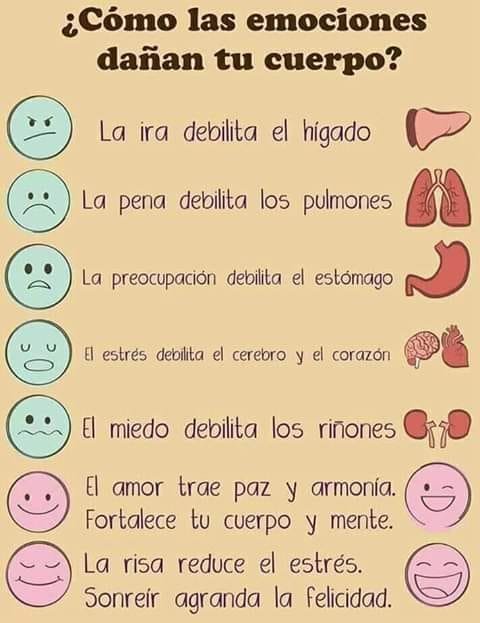 ¿Cómo las emociones
dañan tu cuerpo?
La ira debilita el hígado
La pena debilita los pulmones
La preocupación debilita el estómago
El estrés debilita el cerebro y el corazón
El miedo debilita los riñones
El amor trae paz y armonía.
Fortalece tu cuerpo y mente.
La risa reduce el estrés.
Sonreír agranda la felicidad.